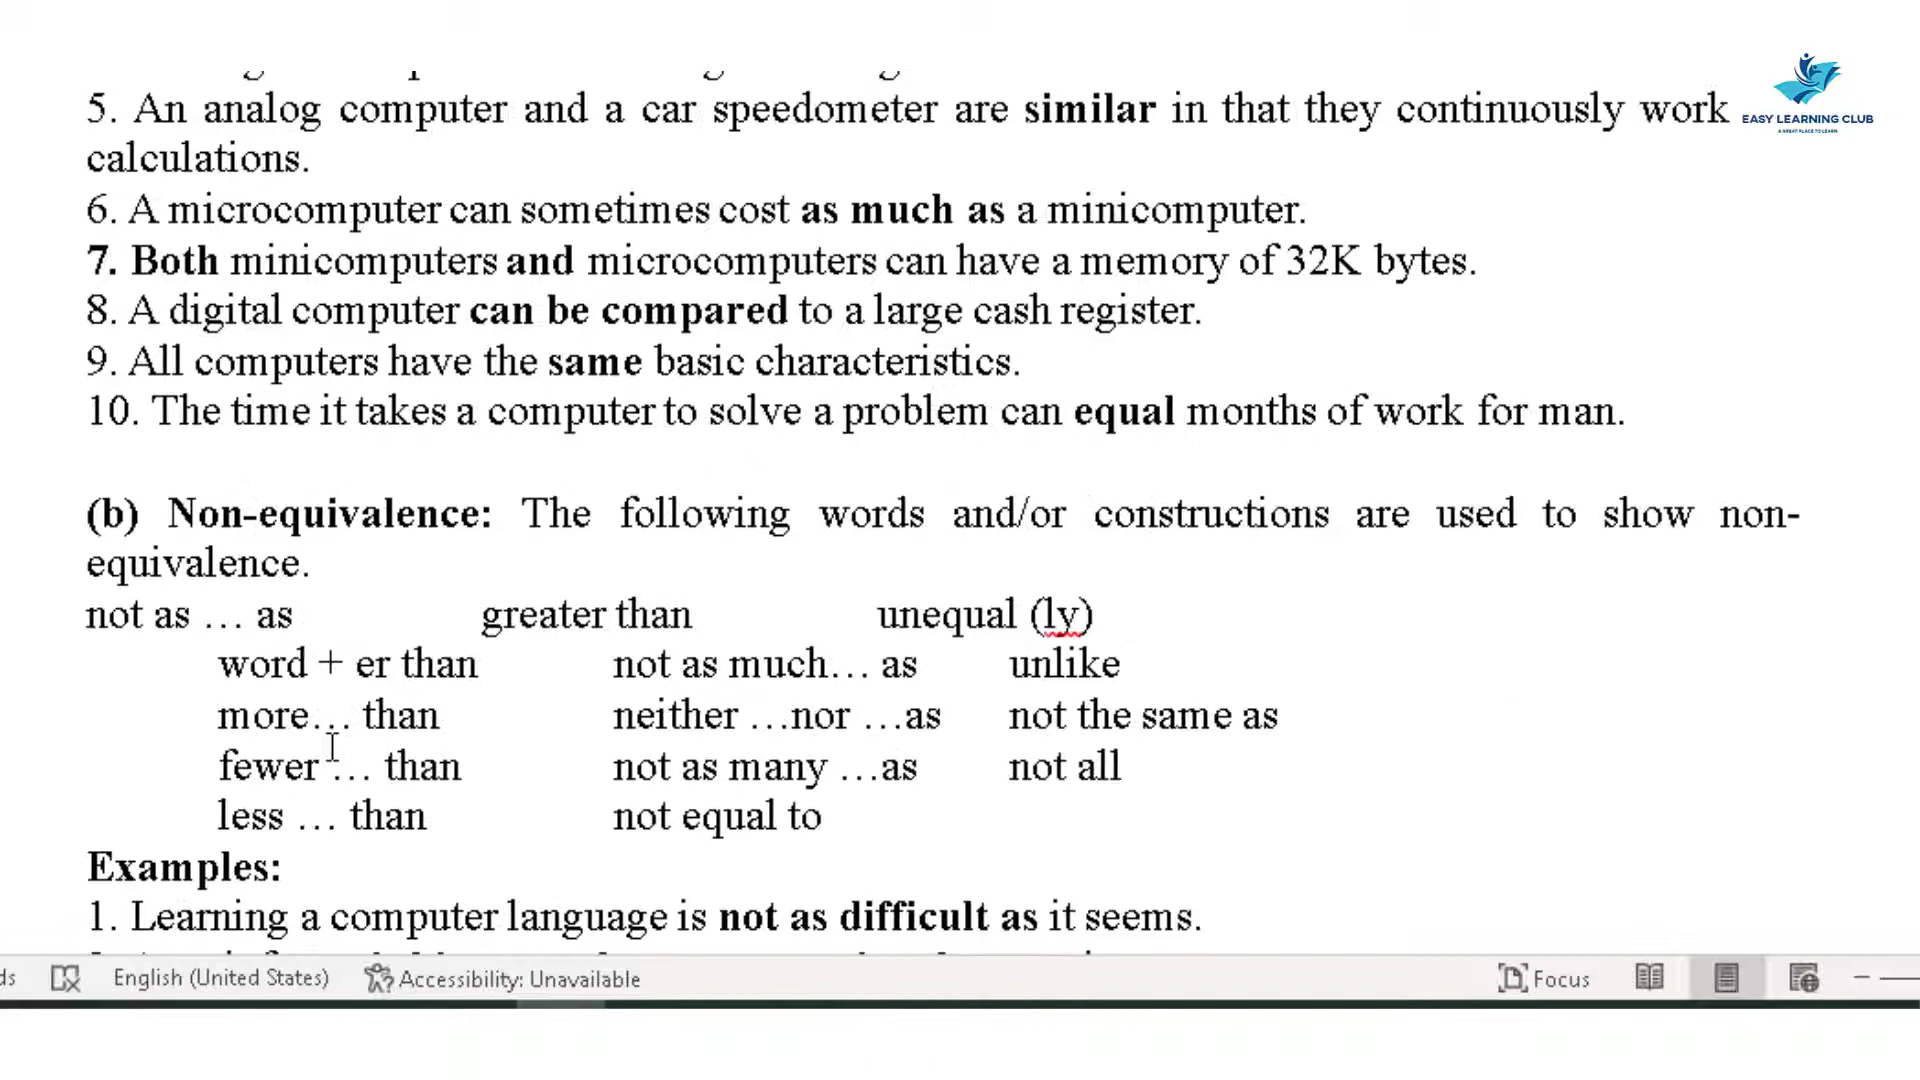 5. An analog computer and a car speedometer are similar in that they continuously work
EASY LEARNING CLUB
A GREAT PLACE TO LEARN
calculations.
6. A microcomputer can sometimes cost as much as a minicomputer.
7. Both minicomputers and microcomputers can have a memory of 32K bytes.
8. A digital computer can be compared to a large cash register.
9. All computers have the same basic characteristics.
10. The time it takes a computer to solve a problem can equal months of work for man.
(b) Non-equivalence: The following words and/or constructions are used to show non-
equivalence.
not as … as greater than unequal (ly)
word + er than not as much… as unlike
more… than neither …nor …as not the same as
fewer … than not as many …as not all
less … than not equal to
Examples:
1. Learning a computer language is not as difficult as it seems.
ds English (United States) Accessibility: Unavailable Focus